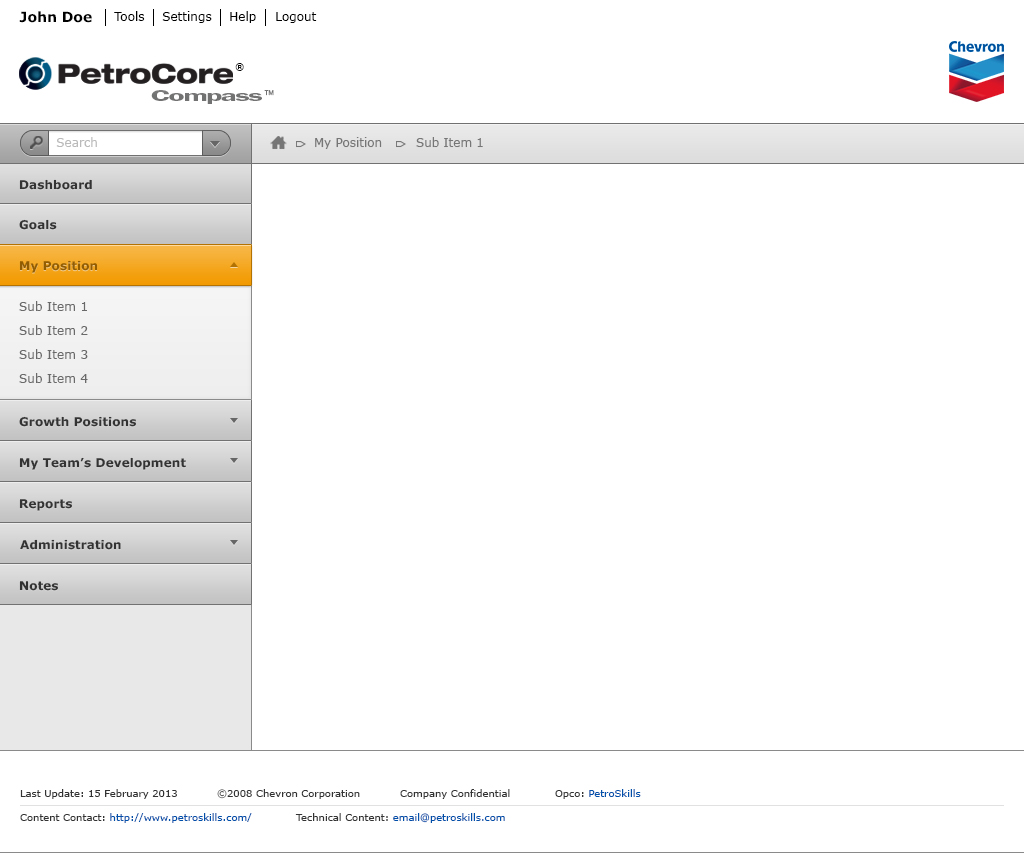 John Doe Tools Settings Help Logout
Chevron
PetroCore®
Compass™
Search
My Position Sub Item 1
Dashboard
Goals
My Position
Sub Item 1
Sub Item 2
Sub Item 3
Sub Item 4
Growth Positions
My Team’s Development
Reports
Administration
Notes
Last Update: 15 February 2013 ©2008 Chevron Corporation Company Confidential Opco: PetroSkills
Content Contact: http://www.petroskills.com/ Technical Content: email@petroskills.com